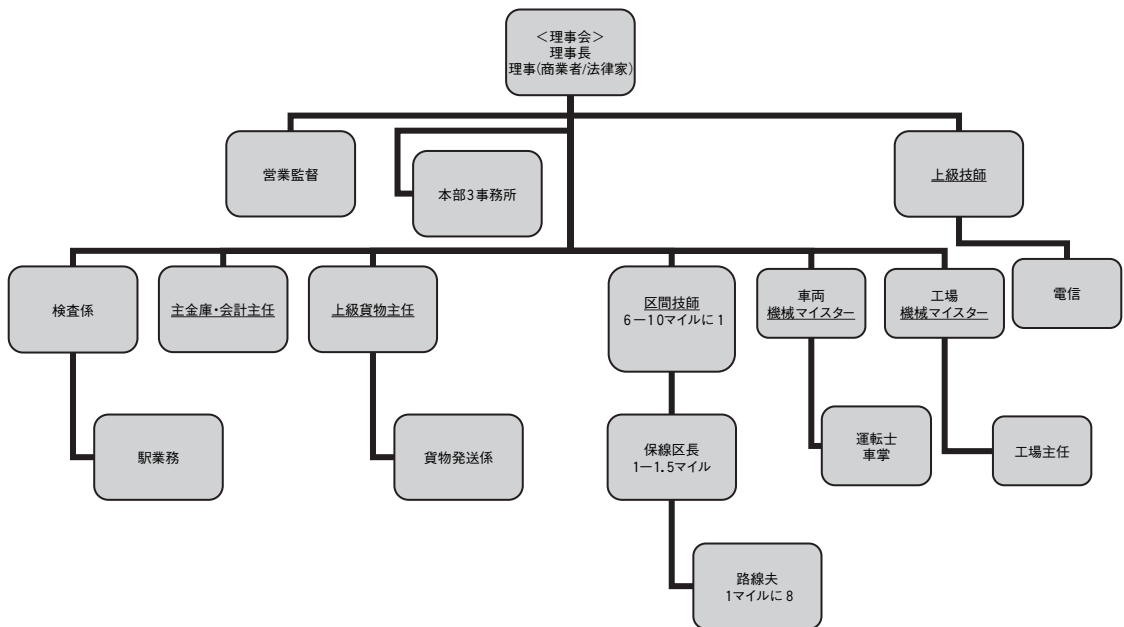 ＜理事会＞
理事長
理事(商業者/法律家)
営業監督
本部3事務所
上級技師
検査係
主金庫・会計主任
上級貨物主任
区間技師
6－10マイルに1
車両
機械マイスター
工場
機械マイスター
電信
駅業務
貨物発送係
保線区長
1－1.5マイル
運転士
車掌
工場主任
路線夫
1マイルに8